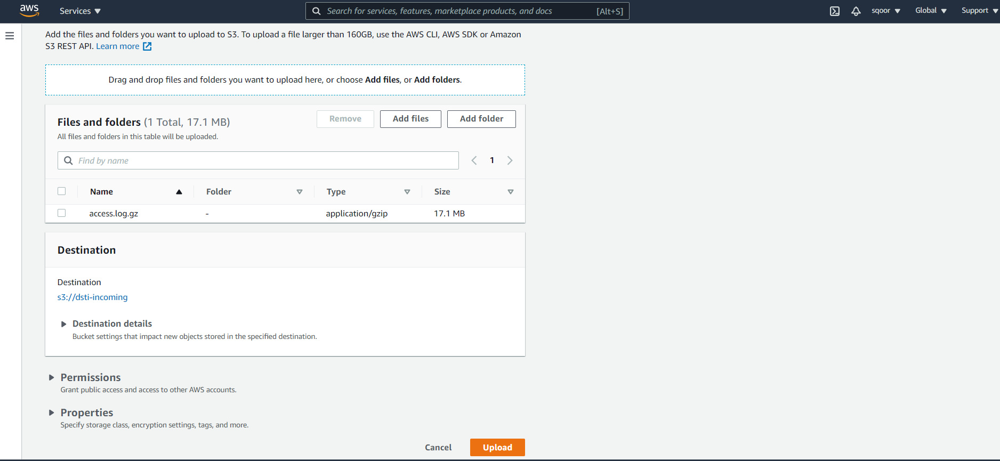 aws Services Search for services, features, marketplace products, and docs [Alt+S] sqoor Global Support
Add the files and folders you want to upload to S3. To upload a file larger than 160GB, use the AWS CLI, AWS SDK or Amazon
S3 REST API. Learn more
Drag and drop files and folders you want to upload here, or choose Add files, or Add folders.
Files and folders (1 Total, 17.1 MB) Remove Add files Add folder
All files and folders in this table will be uploaded.
Find by name 1
Name Folder Type Size
access.log.gz - application/gzip 17.1 MB
Destination
Destination
s3://dsti-incoming
Destination details
Bucket settings that impact new objects stored in the specified destination.
Permissions
Grant public access and access to other AWS accounts.
Properties
Specify storage class, encryption settings, tags, and more.
Cancel Upload